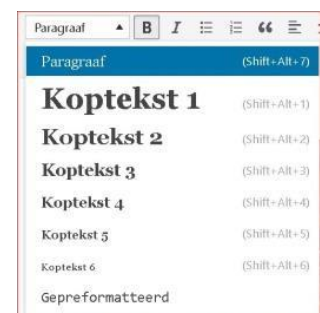 Paragraaf B I
Paragraaf (Shift+Alt+7)
Koptekst 1 (Shift+Alt+1)
Koptekst 2 (Shift+Alt+2)
Koptekst 3 (Shift+Alt+3)
Koptekst 4 (Shift+Alt+4)
Koptekst 5 (Shift+Alt+5)
Koptekst 6 (Shift+Alt+6)
Gepreformatteerd